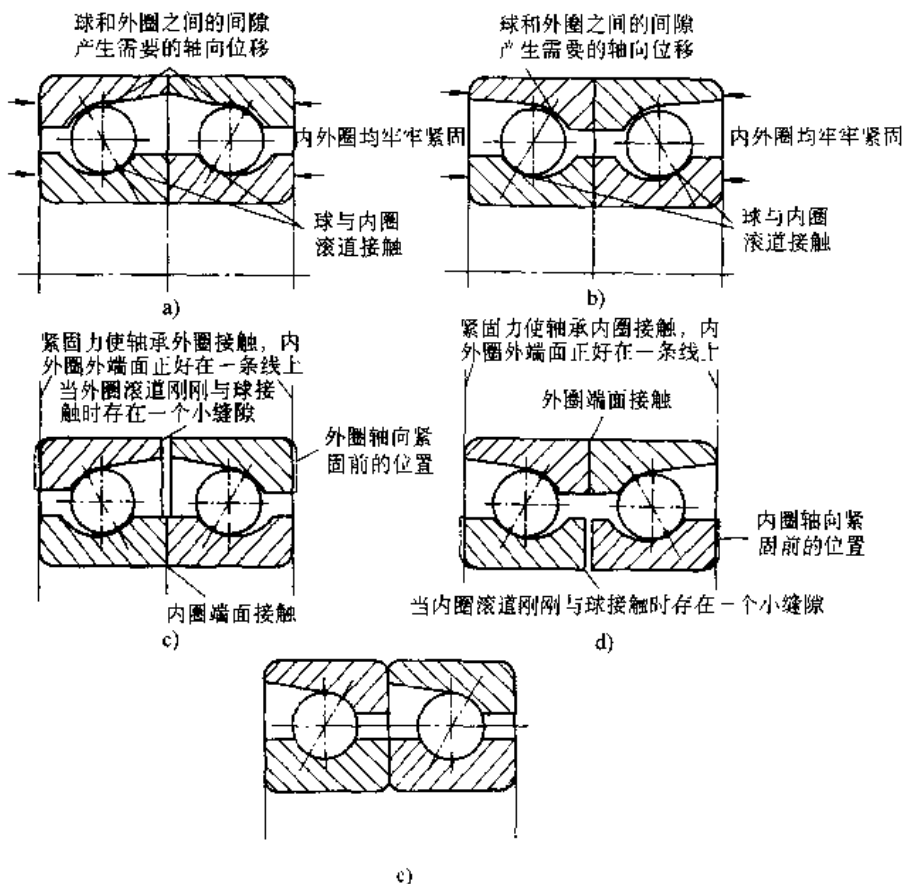 球和外圈之间的间隙
产生需要的轴向位移
内外圈均牢牢紧固
球与内圈
滚道接触
a)
球和外圈之间的间隙
产生需要的轴向位移
内外圈均牢牢紧固
球与内圈
滚道接触
b)
紧固力使轴承外圈接触，内
外圈外端面正好在一条线上
当外圈滚道刚刚与球接
触时存在一个小缝隙
外圈轴向紧
固前的位置
内圈端面接触
c)
紧固力使轴承内圈接触，内
外圈外端面正好在一条线上
外圈端面接触
内圈轴向紧
固前的位置
当内圈滚道刚刚与球接触时存在一个小缝隙
d)
e)